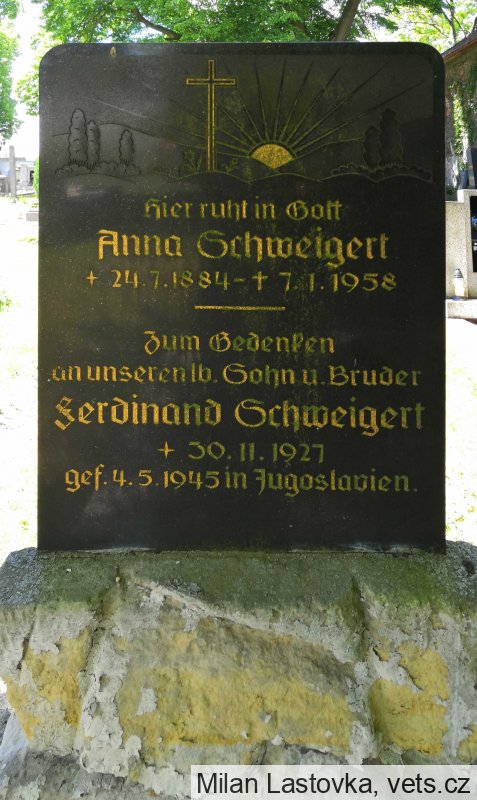 Hier ruht in Gott
Anna Schweigert
+ 24.7.1884 - † 7.1.1958
Zum Gedenken
an unseren lb. Sohn u. Bruder
Ferdinand Schweigert
+ 30.11.1927
gef. 4.5.1945 in Jugoslavien.
Milan Lastovka, vets.cz